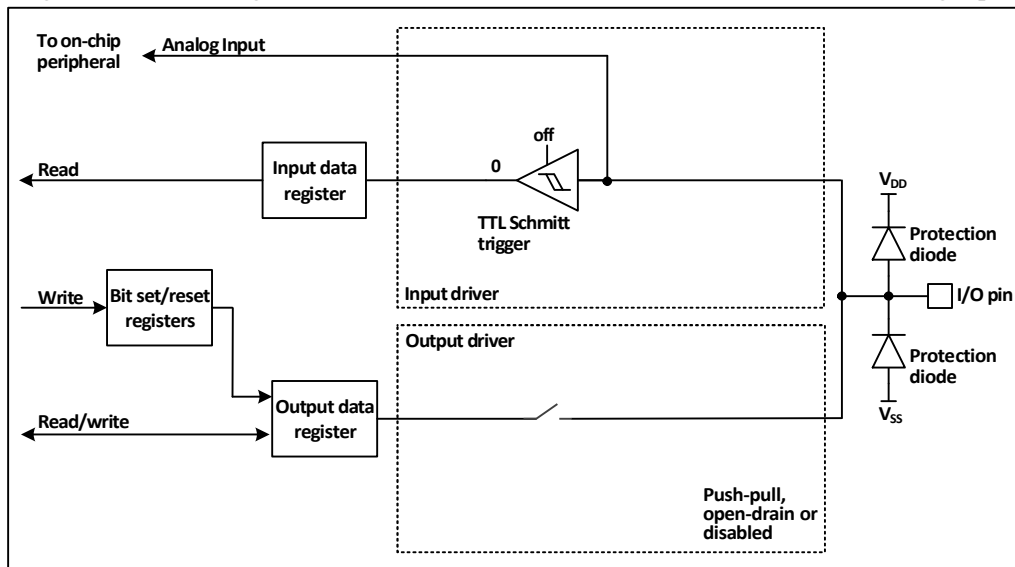 To on-chip
peripheral
Analog Input
off
Read
Input data
register
0
TTL Schmitt
trigger
Input driver
VDD
Protection
diode
I/O pin
Protection
diode
VSS
Write
Bit set/reset
registers
Output driver
Read/write
Output data
register
Push-pull,
open-drain or
disabled